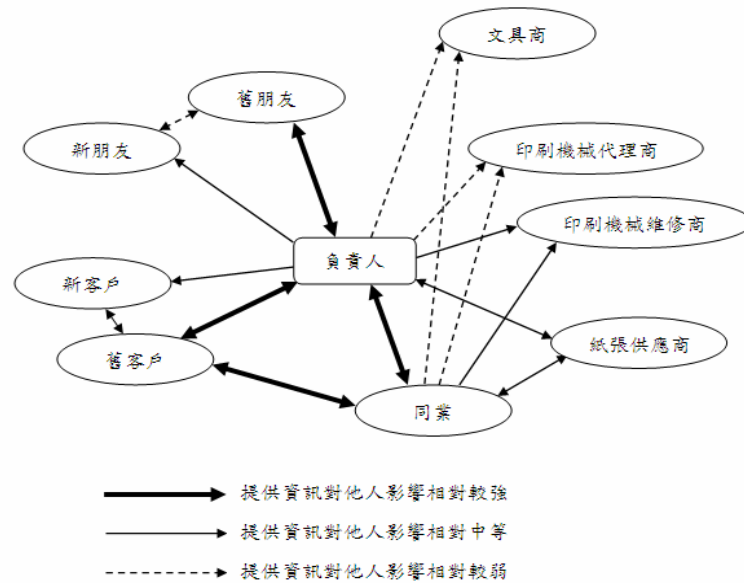 文具商
舊朋友
新朋友
印刷機械代理商
印刷機械維修商
負責人
新客戶
紙張供應商
舊客戶
同業
提供資訊對他人影響相對較強
提供資訊對他人影響相對中等
提供資訊對他人影響相對較弱